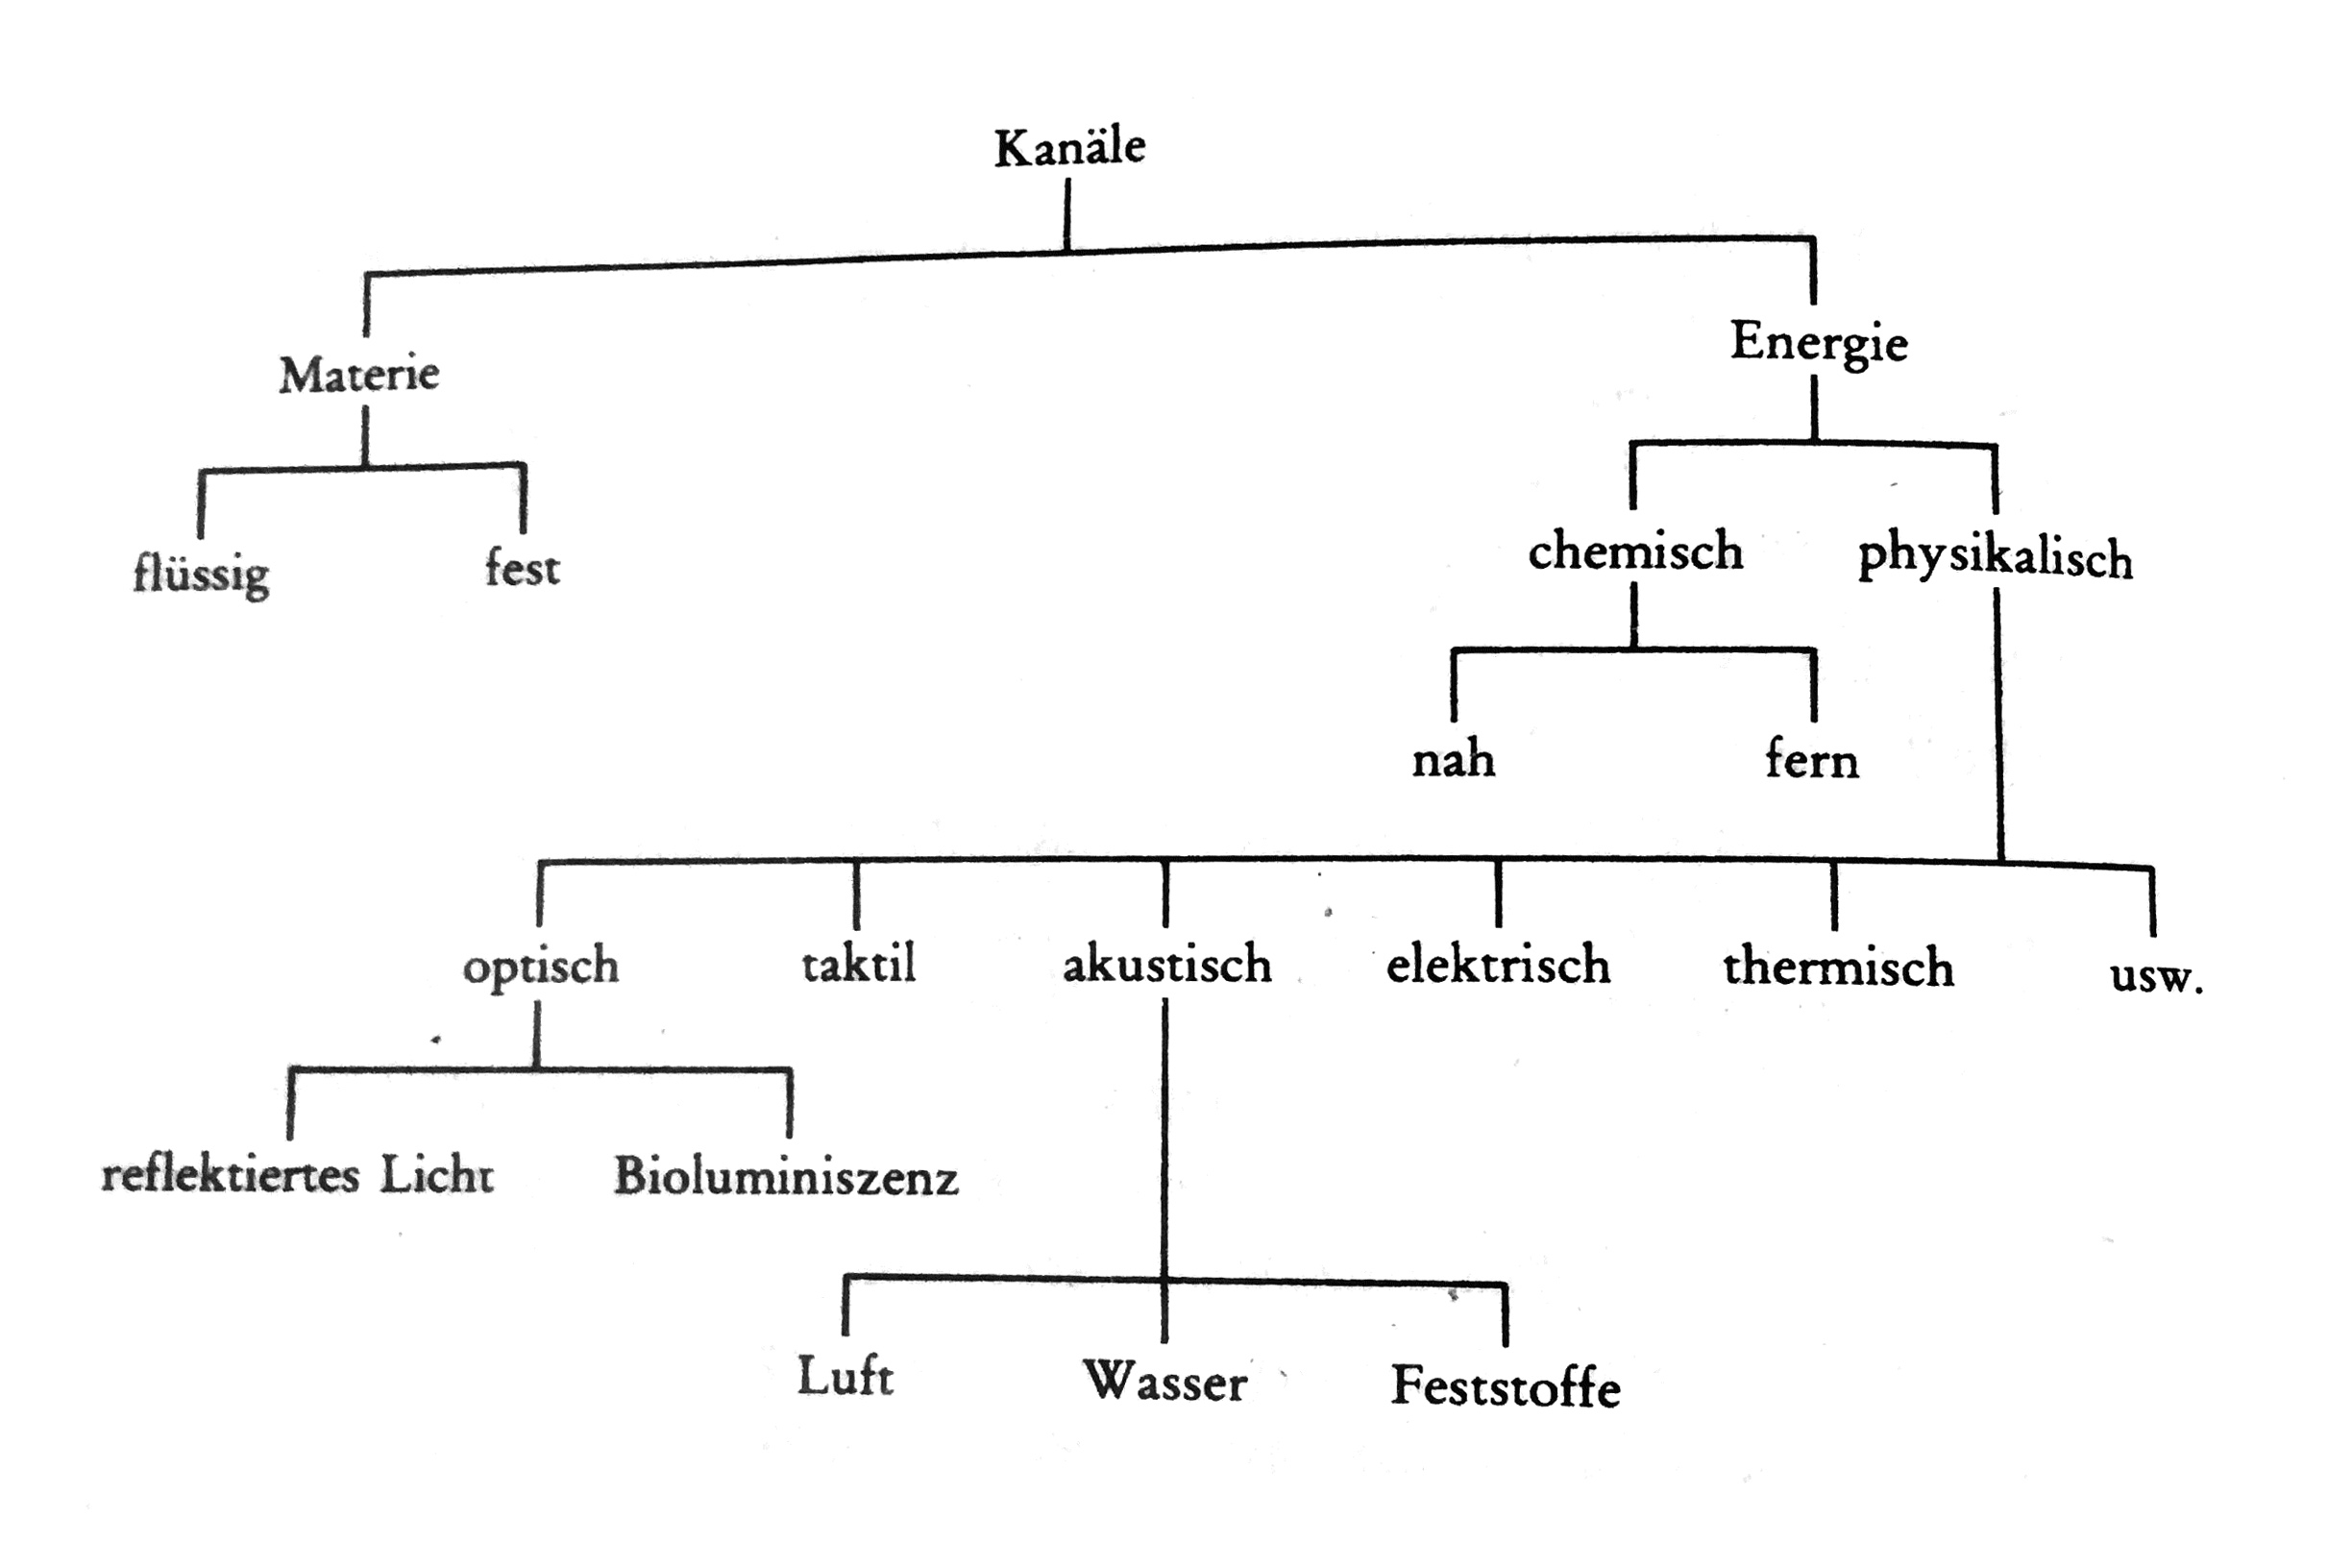 Kanäle
Materie Energie
flüssig fest chemisch physikalisch
nah fern
optisch taktil akustisch elektrisch thermisch usw.
reflektiertes Licht Bioluminiszenz
Luft Wasser Feststoffe